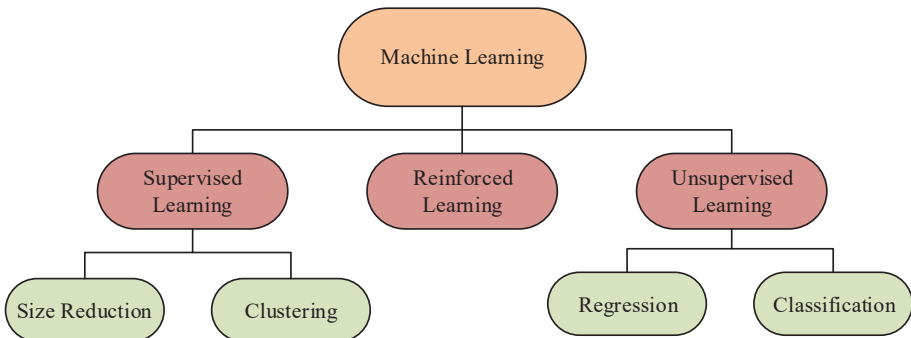 Machine Learning
Supervised
Learning
Reinforced
Learning
Unsupervised
Learning
Size Reduction
Clustering
Regression
Classification